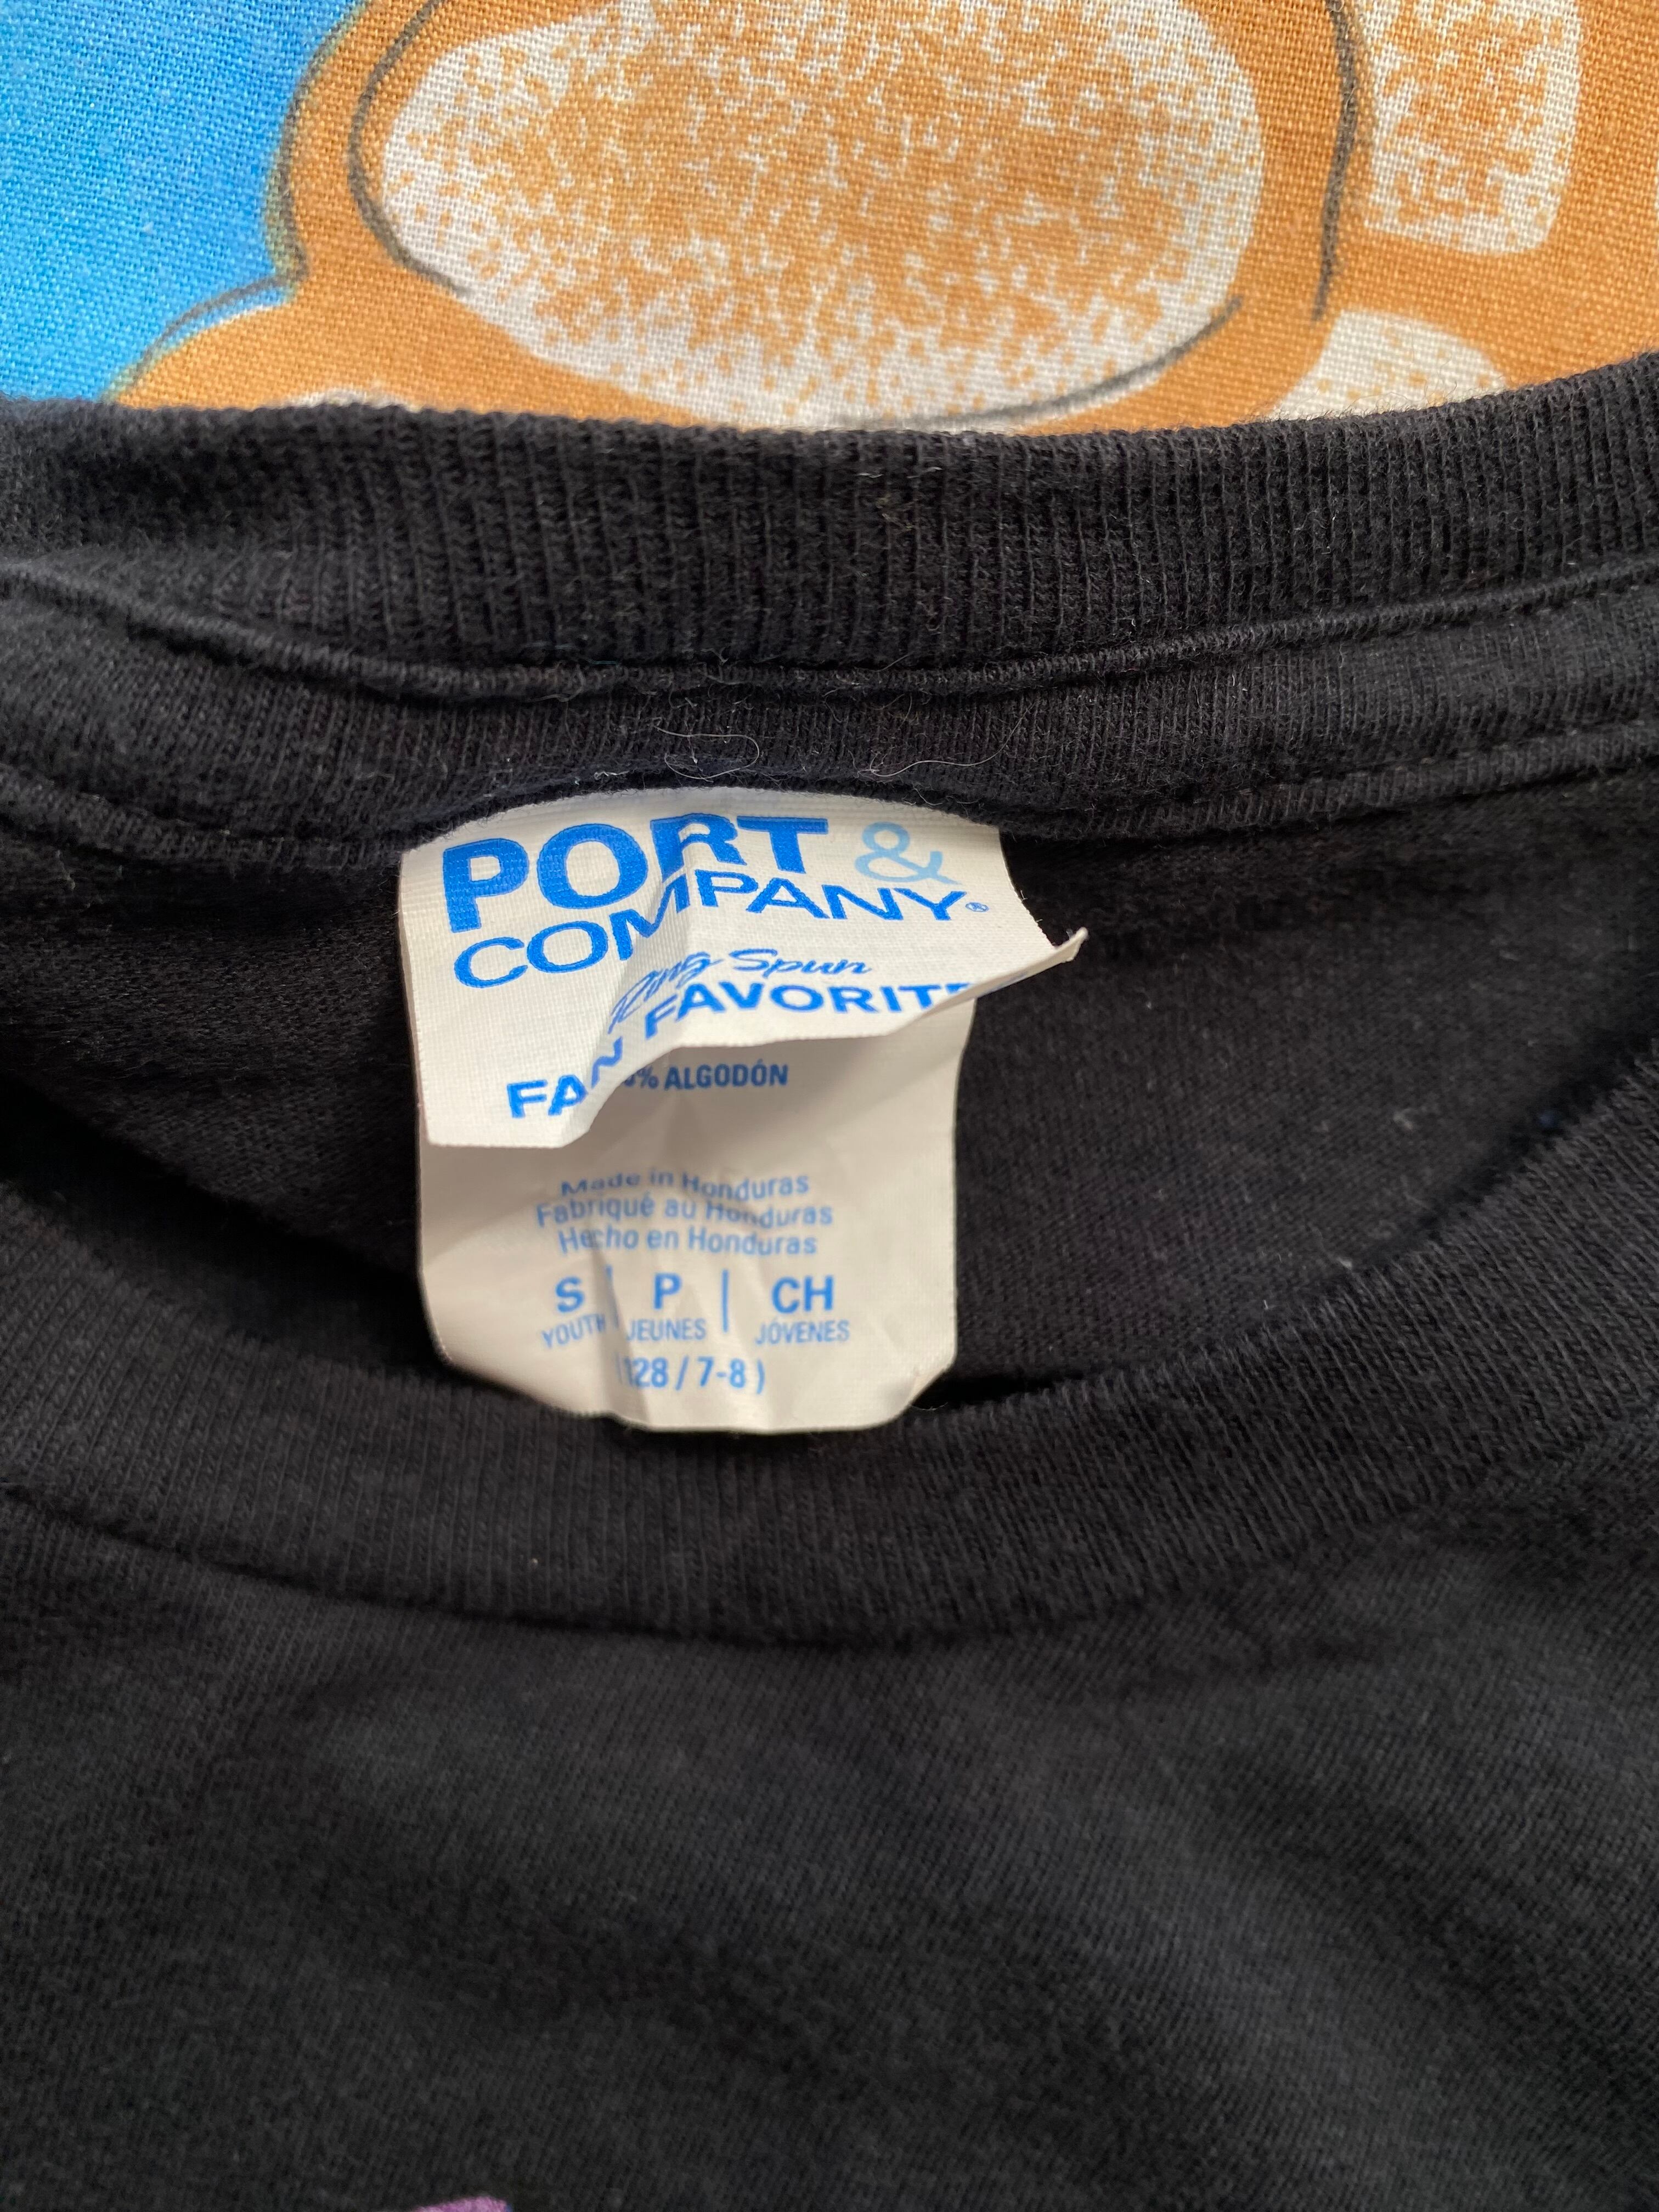 PORT &
COMPANY®
Ring Spun
FAN FAVORITE
% ALGODÓN
Made in Honduras
Fabriqué au Honduras
Hecho en Honduras
S | P | CH
YOUTH JEUNES JÓVENES
(128 / 7-8)